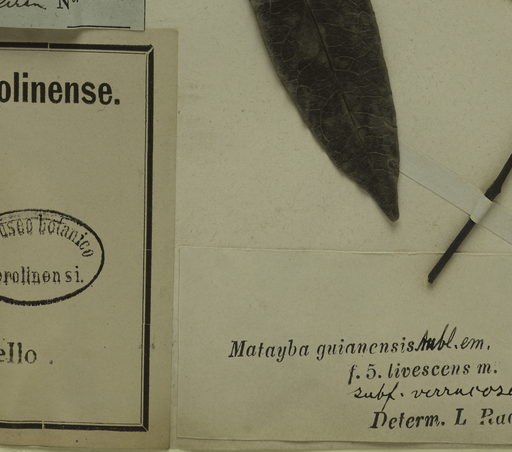 N°
olinense.
useo botanico
erolinensi.
ello .
Matayba guianensis Aubl. em.
f. 5. livescens m.
subf. verrucosa
Determ. L Rad